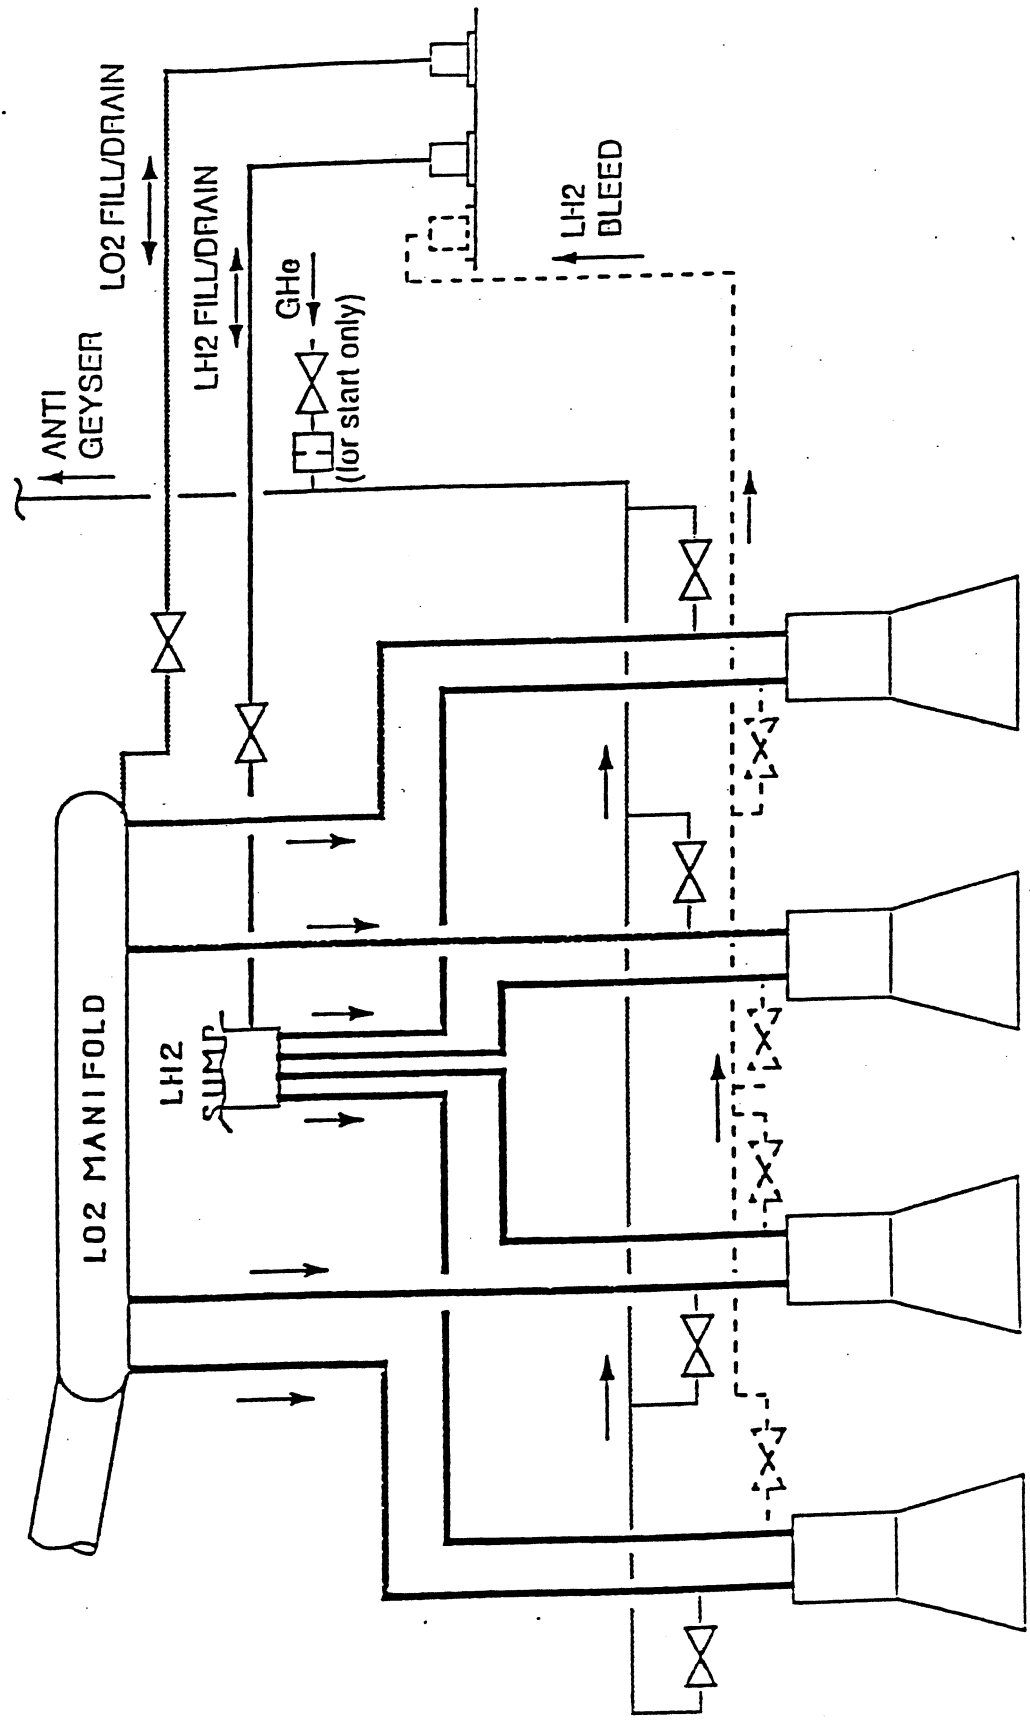 LO2 FILL/DRAIN
LH2 FILL/DRAIN
ANTI
GEYSER
GHe
(for start only)
LH2
BLEED
LO2 MANIFOLD
LH2
SUMP